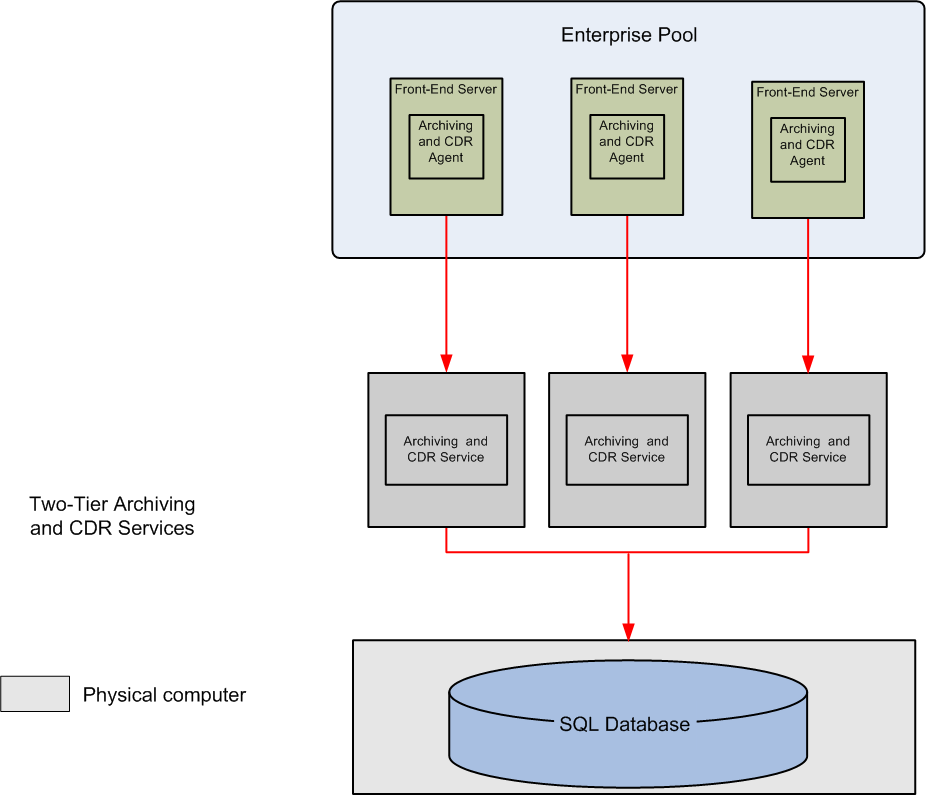 Enterprise Pool
Front-End Server
Archiving
and CDR
Agent
Front-End Server
Archiving
and CDR
Agent
Front-End Server
Archiving
and CDR
Agent
Archiving and
CDR Service
Archiving and
CDR Service
Archiving and
CDR Service
Two-Tier Archiving
and CDR Services
Physical computer
SQL Database